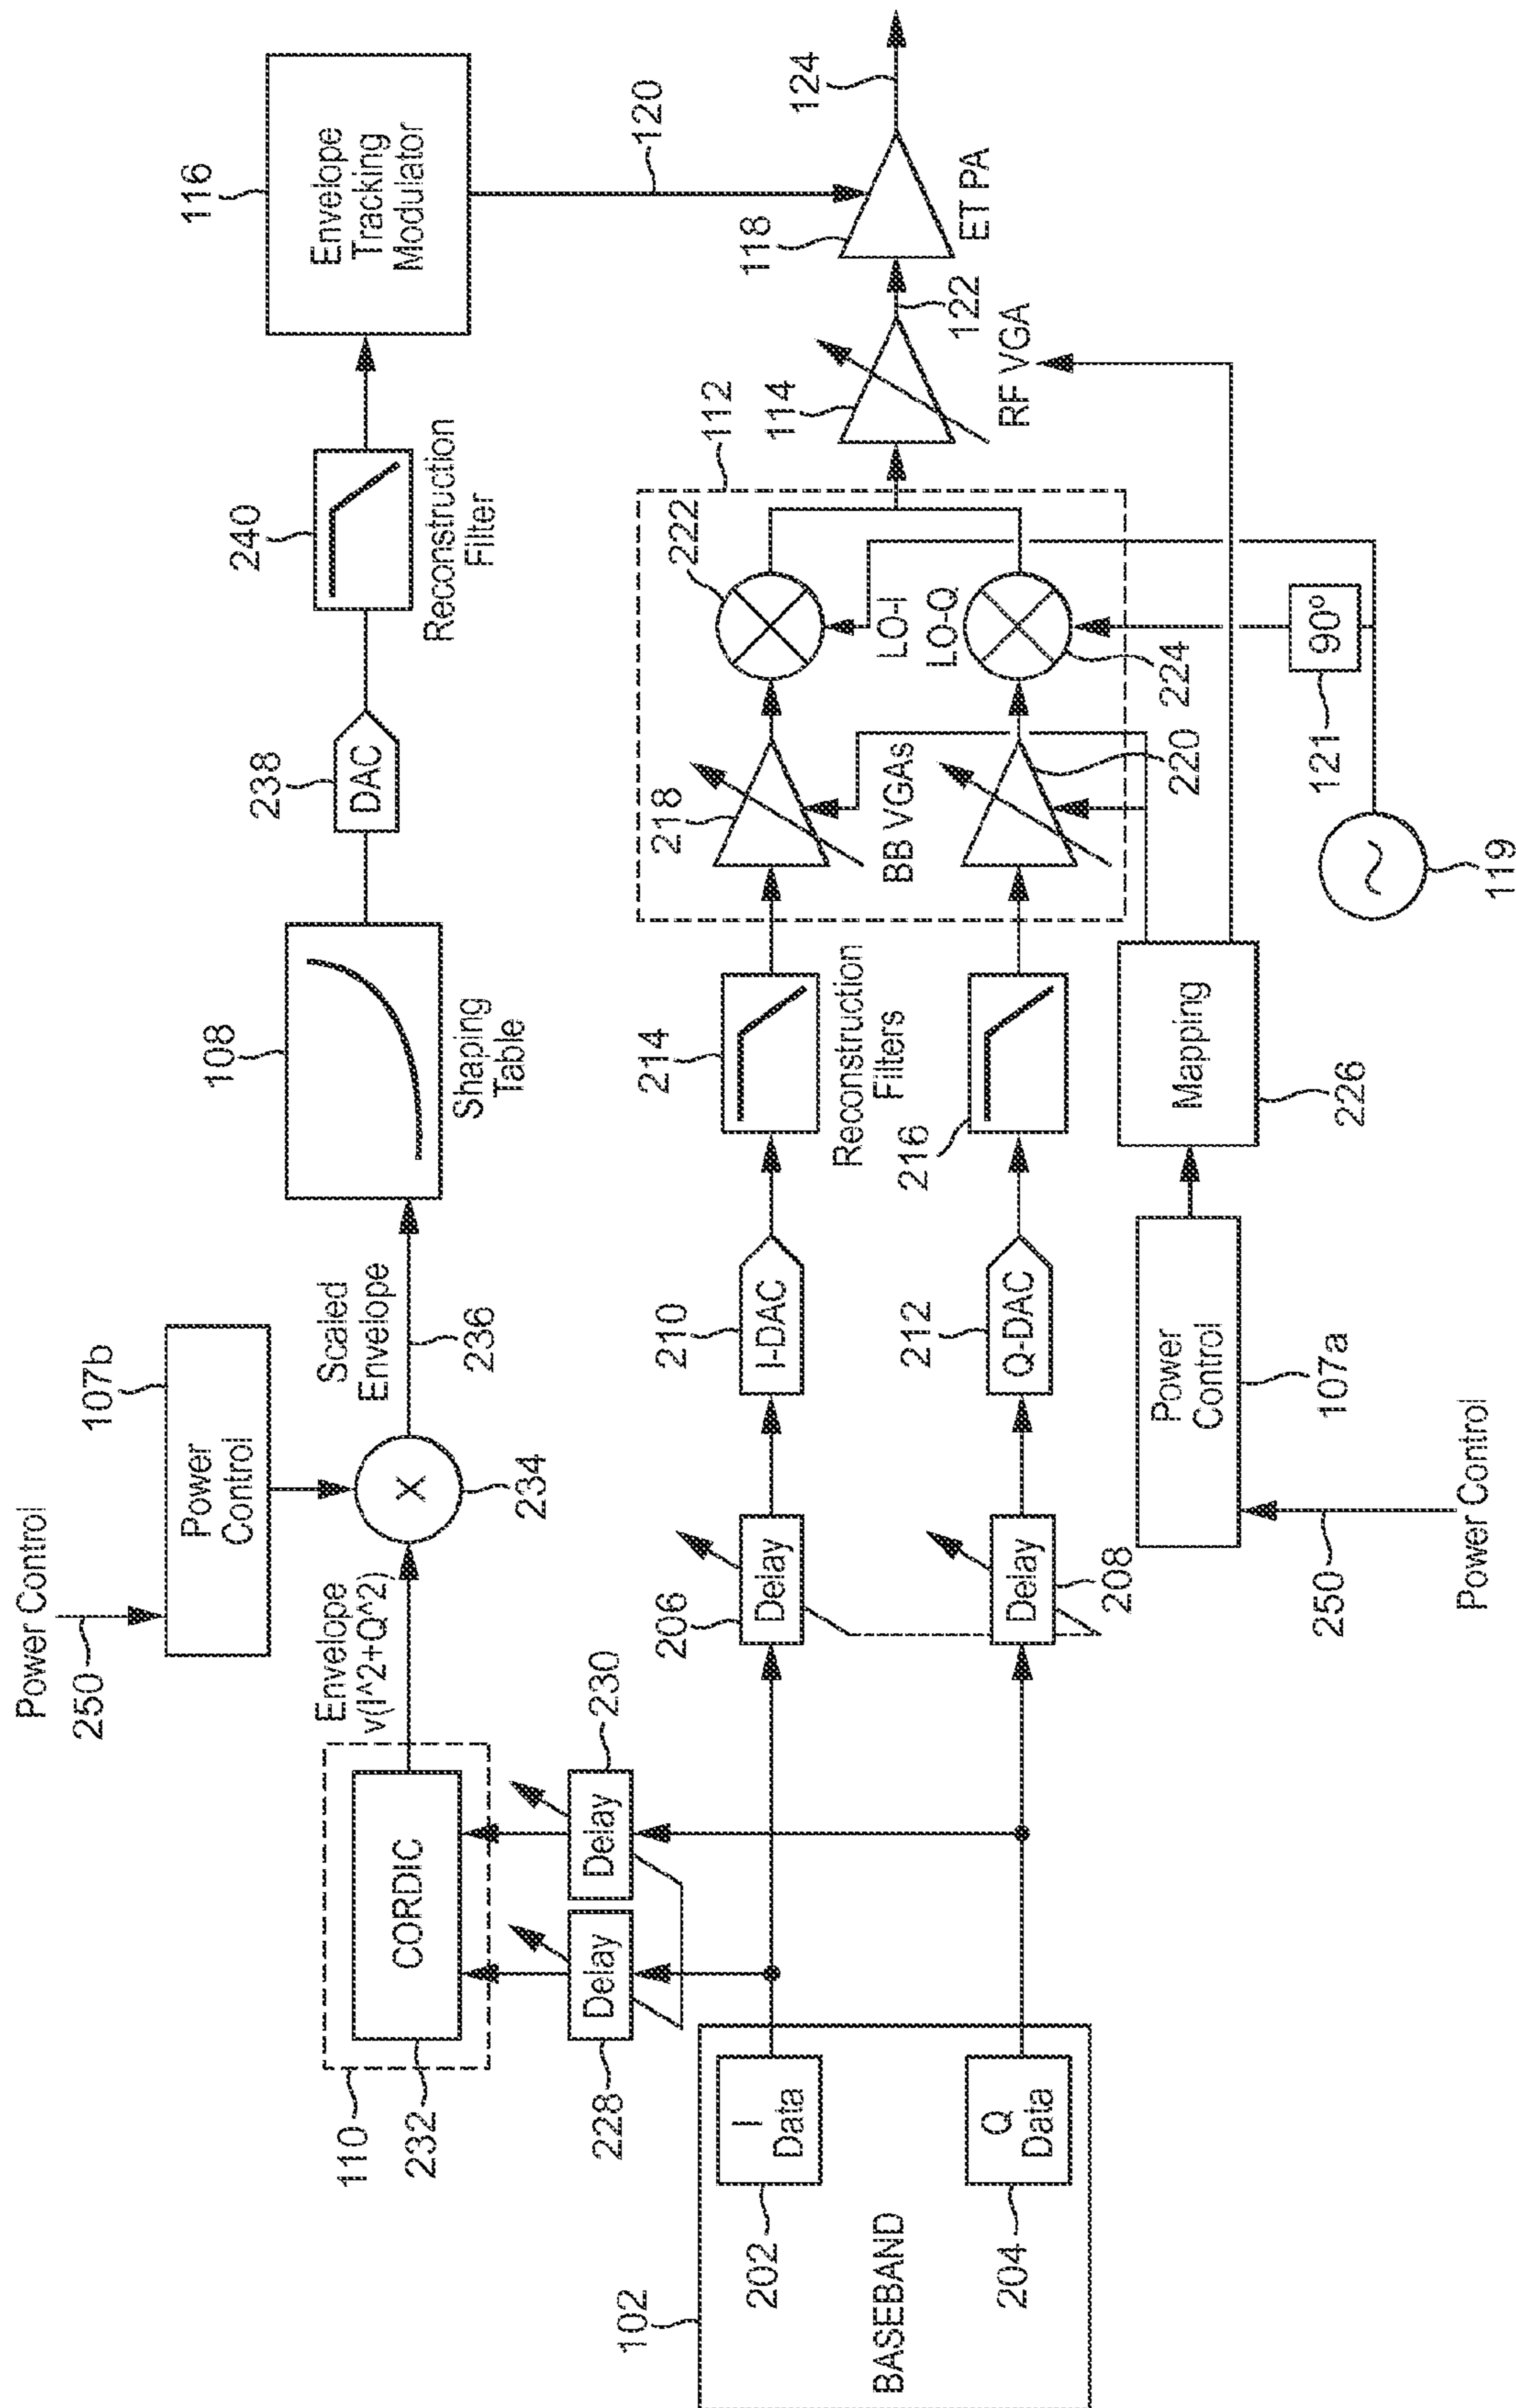 Power Control
250
Power
Control
107b
110
232
CORDIC
Envelope
v(I^2+Q^2)
X
234
Scaled
Envelope
236
108
Shaping
Table
238
DAC
240
Reconstruction
Filter
116
Envelope
Tracking
Modulator
120
228
Delay
Delay
230
102
BASEBAND
202
I
Data
204
Q
Data
206
Delay
Delay
208
210
I-DAC
212
Q-DAC
214
Reconstruction
Filters
216
218
BB VGAs
220
222
LO-I
LO-Q
224
112
114
RF VGA
122
118
ET PA
124
Power Control
250
Power
Control
107a
Mapping
226
119
121
90º